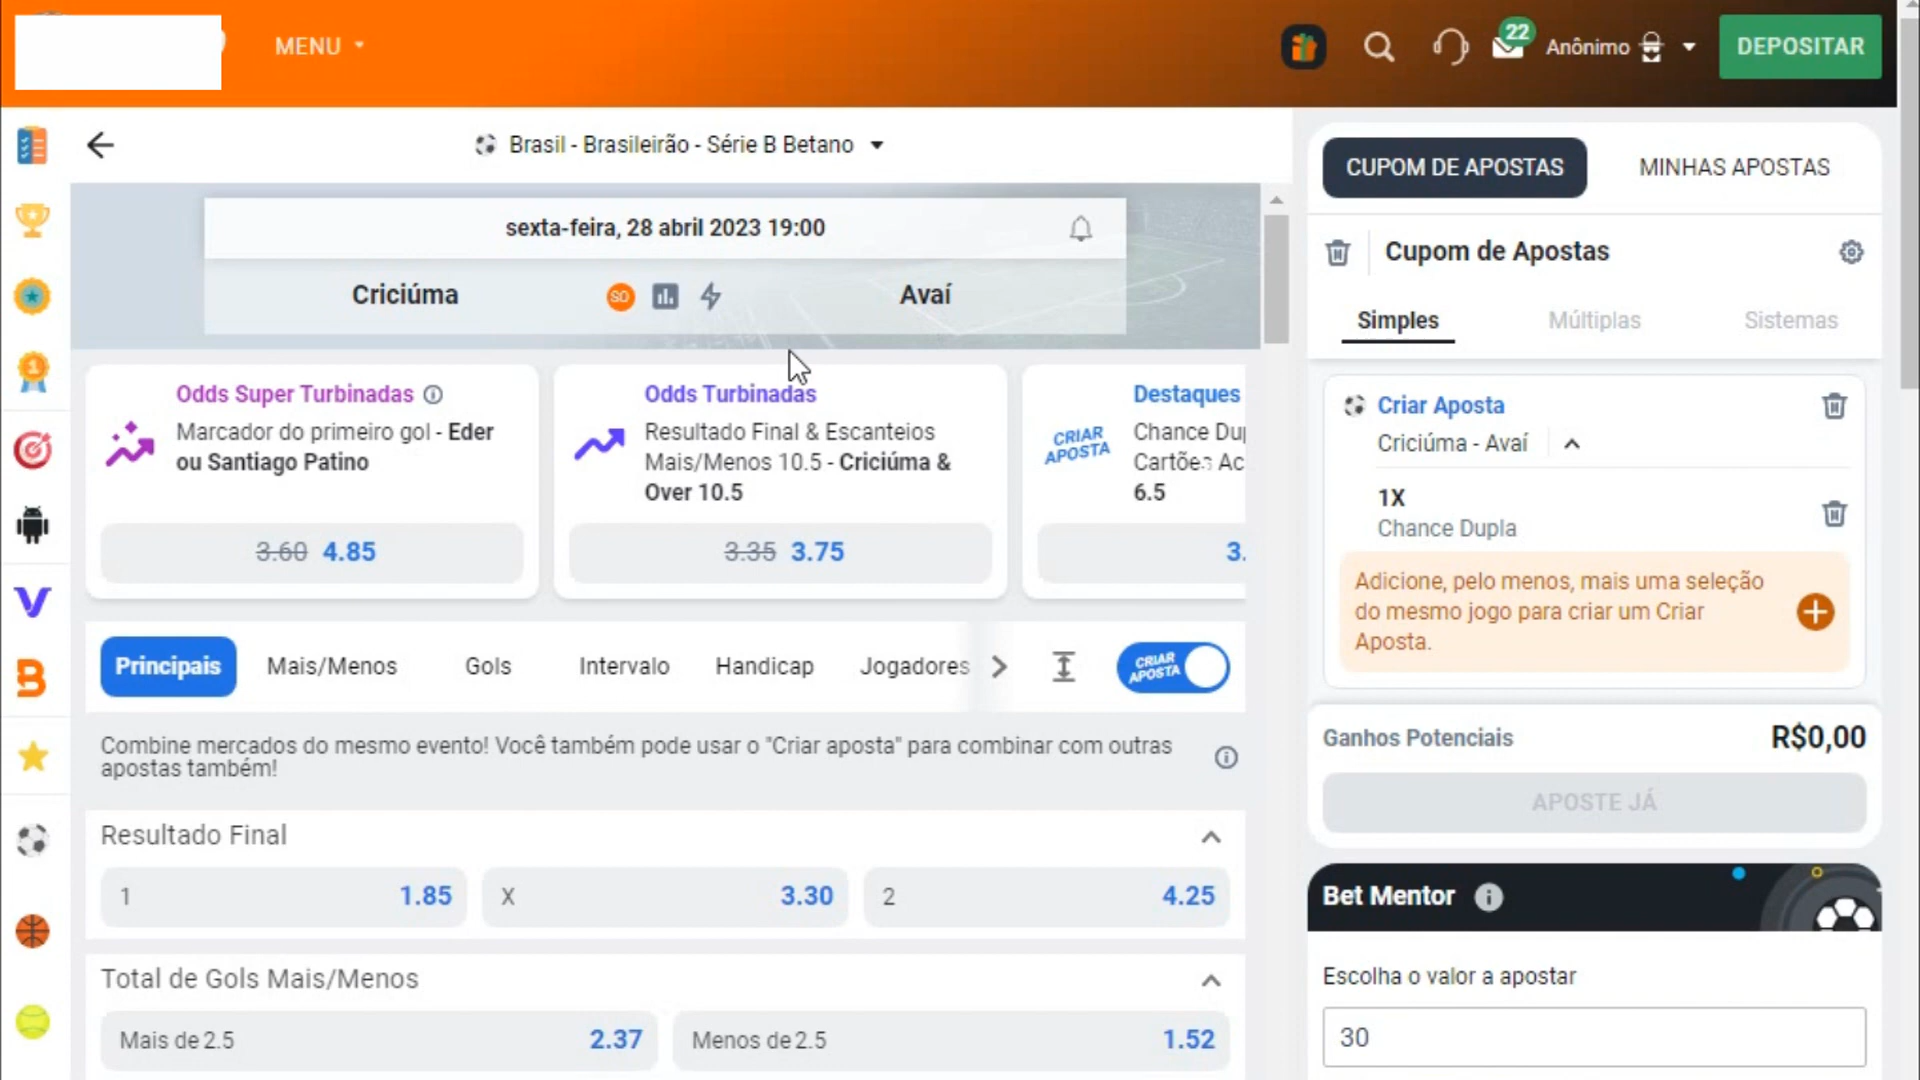 MENU
22
Anônimo
DEPOSITAR
Brasil - Brasileirão - Série B Betano
CUPOM DE APOSTAS
MINHAS APOSTAS
sexta-feira, 28 abril 2023 19:00
Criciúma
SO
Avaí
Cupom de Apostas
Simples
Múltiplas
Sistemas
Odds Super Turbinadas
Marcador do primeiro gol - Eder
ou Santiago Patino
3.60 4.85
Odds Turbinadas
Resultado Final & Escanteios
Mais/Menos 10.5 - Criciúma &
Over 10.5
3.35 3.75
CRIAR
APOSTA
Destaques
Chance Du
Cartões Ac
6.5
3.
Criar Aposta
Criciúma - Avaí
1X
Chance Dupla
Adicione, pelo menos, mais uma seleção
do mesmo jogo para criar um Criar
Aposta.
Principais
Mais/Menos
Gols
Intervalo
Handicap
Jogadores
CRIAR
APOSTA
Combine mercados do mesmo evento! Você também pode usar o "Criar aposta" para combinar com outras
apostas também!
Ganhos Potenciais
R$0,00
APOSTE JÁ
Resultado Final
1 1.85
X 3.30
2 4.25
Total de Gols Mais/Menos
Mais de 2.5 2.37
Menos de 2.5 1.52
Bet Mentor
Escolha o valor a apostar
30